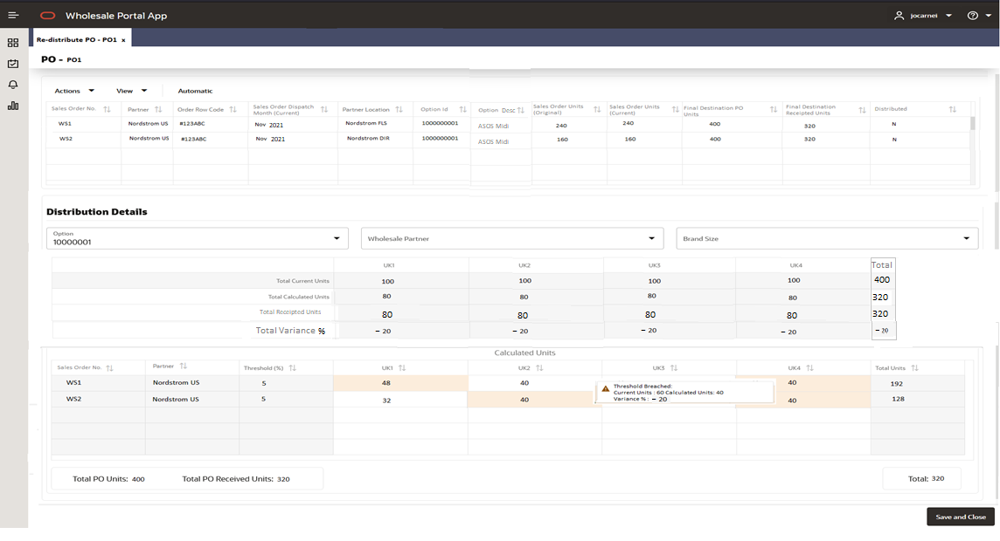 Wholesale Portal App
jocarnei
Re-distribute PO - PO1 x
PO - PO1
Actions View Automatic
Sales Order No. Partner Order Row Code Sales Order Dispatch Month (Current) Partner Location Option Id Option Desc Sales Order Units (Original) Sales Order Units (Current) Final Destination PO Units Final Destination Receipted Units Distributed
WS1 Nordstrom US #123ABC Nov 2021 Nordstrom FLS 1000000001 ASOS Midi 240 240 400 320 N
WS2 Nordstrom US #123ABC Nov 2021 Nordstrom DIR 1000000001 ASOS Midi 160 160 400 320 N
Distribution Details
Option
10000001
Wholesale Partner
Brand Size
UK1 UK2 UK3 UK4 Total
Total Current Units 100 100 100 100 400
Total Calculated Units 80 80 80 80 320
Total Receipted Units 80 80 80 80 320
Total Variance % – 20 – 20 – 20 – 20 – 20
Calculated Units
Sales Order No. Partner Threshold (%) UK1 UK2 UK3 UK4 Total Units
WS1 Nordstrom US 5 48 40 40 192
WS2 Nordstrom US 5 32 40 40 128
Threshold Breached:
Current Units : 60 Calculated Units: 40
Variance % : – 20
Total PO Units: 400 Total PO Received Units: 320 Total: 320
Save and Close